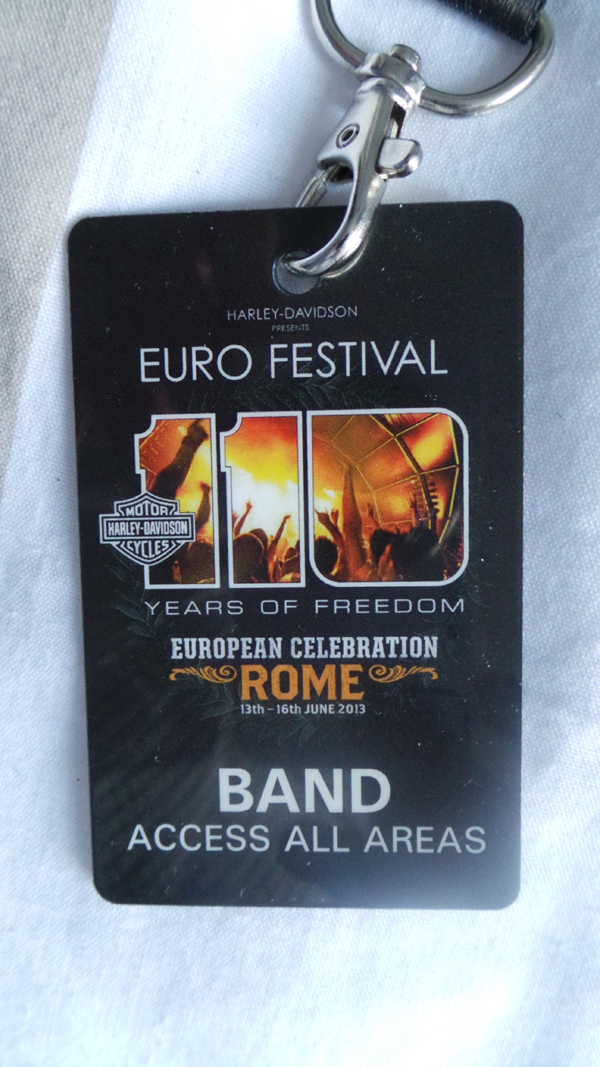 HARLEY-DAVIDSON
PRESENTS
EURO FESTIVAL
110
MOTOR
HARLEY-DAVIDSON
CYCLES
YEARS OF FREEDOM
EUROPEAN CELEBRATION
ROME
13th - 16th JUNE 2013
BAND
ACCESS ALL AREAS